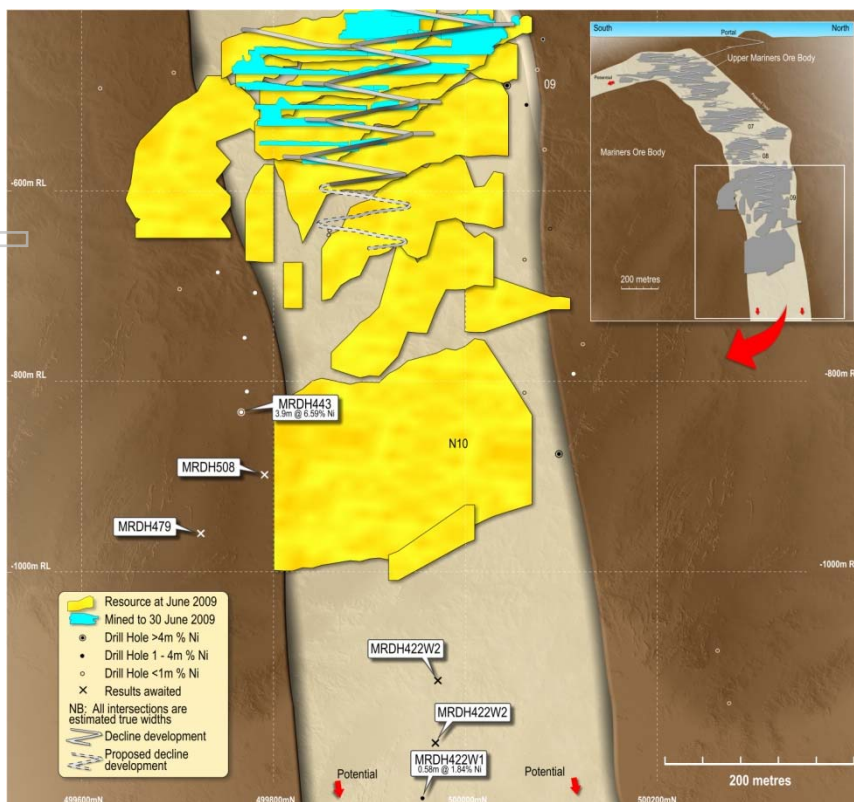 South
North
Portal
Upper Mariners Ore Body
Mariners Ore Body
07
08
09
200 metres
09
-600m RL
-800m RL
-800m RL
MRDH443
3.9m @ 6.59% Ni
N10
MRDH508
MRDH479
-1000m RL
-1000m RL
Resource at June 2009
Mined to 30 June 2009
Drill Hole >4m % Ni
Drill Hole 1 - 4m % Ni
Drill Hole <1m % Ni
Results awaited
NB: All intersections are
estimated true widths
Decline development
Proposed decline
development
MRDH422W2
MRDH422W2
MRDH422W1
0.58m @ 1.84% Ni
Potential
Potential
200 metres
499600mN
499800mN
500000mN
500200mN